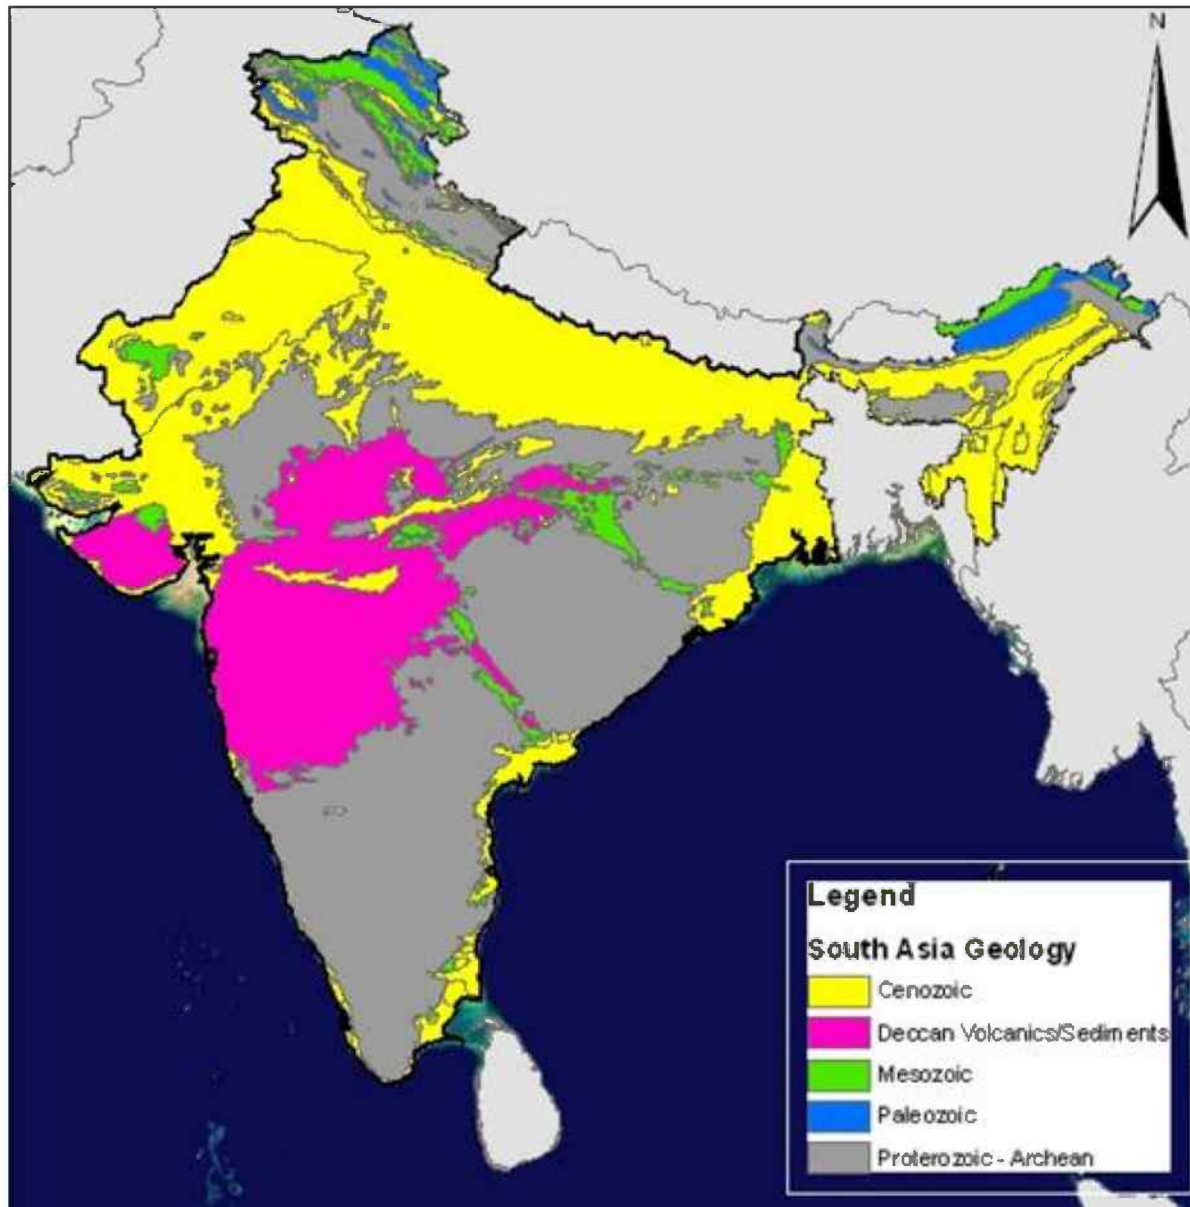 N
Legend
South Asia Geology
Cenozoic
Deccan Volcanics/Sediments
Mesozoic
Paleozoic
Proterozoic - Archean